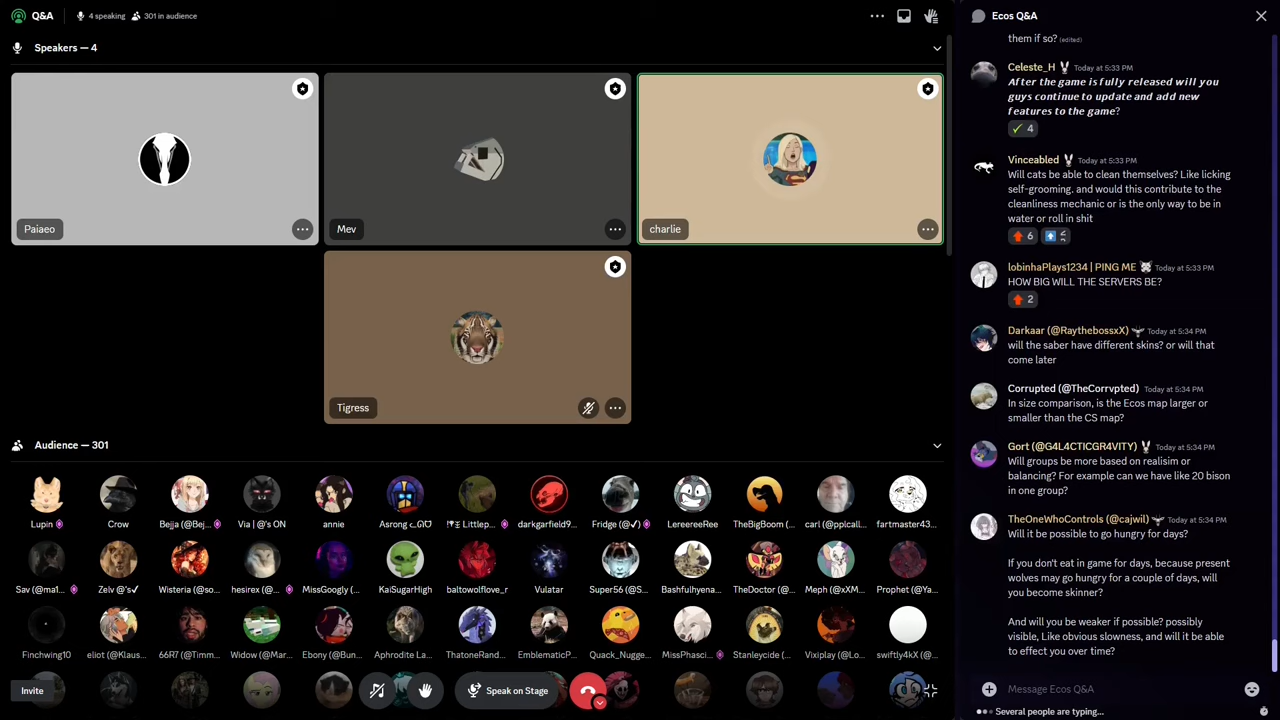 Q&A
4 speaking
301 in audience
Speakers — 4
Paiaeo
Mev
charlie
Tigress
Audience — 301
Lupin
Crow
Bejja (@Bej...
Via | @'s ON
annie
Asrong
Littlep...
darkgarfield9...
Fridge (@✓)
LereereeRee
TheBigBoom (...
carl (@pplcall...
fartmaster43...
Sav (@ma1...
Zelv @'s✓
Wisteria (@so...
hesirex (@...
MissGoogly (...
KaiSugarHigh
baltowolflove_r
Vulatar
Super56 (@S...
Bashfulhyena...
TheDoctor (@...
Meph (@xXM...
Prophet (@Ya...
Finchwing10
eliot (@Klaus...
66R7 (@Timm...
Widow (@Mar...
Ebony (@Bun...
Aphrodite La...
ThatoneRand...
EmblematicP...
Quack_Nugge...
MissPhasci...
Stanleycide (...
Vixiplay (@Lo...
swiftly4kX (@...
Invite
Speak on Stage
Ecos Q&A
them if so? (edited)
Celeste_H Today at 5:33 PM
After the game is fully released will you
guys continue to update and add new
features to the game?
4
Vinceabled Today at 5:33 PM
Will cats be able to clean themselves? Like licking
self-grooming. and would this contribute to the
cleanliness mechanic or is the only way to be in
water or roll in shit
6
lobinhaPlays1234 | PING ME Today at 5:33 PM
HOW BIG WILL THE SERVERS BE?
2
Darkaar (@RaythebossxX) Today at 5:34 PM
will the saber have different skins? or will that
come later
Corrupted (@TheCorrvpted) Today at 5:34 PM
In size comparison, is the Ecos map larger or
smaller than the CS map?
Gort (@G4L4CTICGR4VITY) Today at 5:34 PM
Will groups be more based on realisim or
balancing? For example can we have like 20 bison
in one group?
TheOneWhoControls (@cajwil) Today at 5:34 PM
Will it be possible to go hungry for days?
If you don't eat in game for days, because present
wolves may go hungry for a couple of days, will
you become skinner?
And will you be weaker if possible? possibly
visible, Like obvious slowness, and will it be able
to effect you over time?
Message Ecos Q&A
Several people are typing...